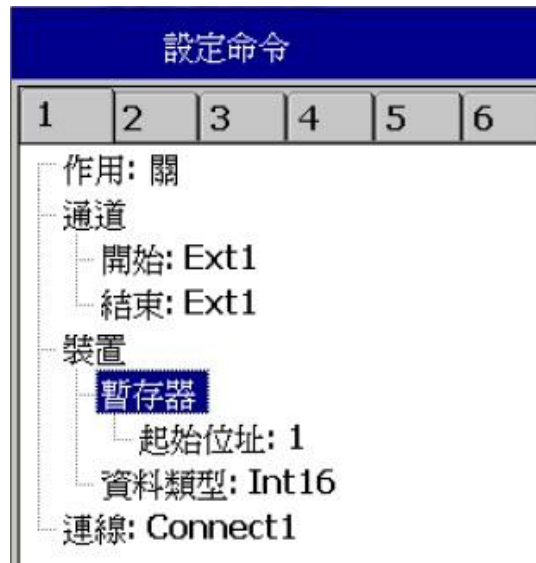 設定命令
1 2 3 4 5 6
作用: 關
通道
開始: Ext1
結束: Ext1
裝置
暫存器
起始位址: 1
資料類型: Int16
連線: Connect1